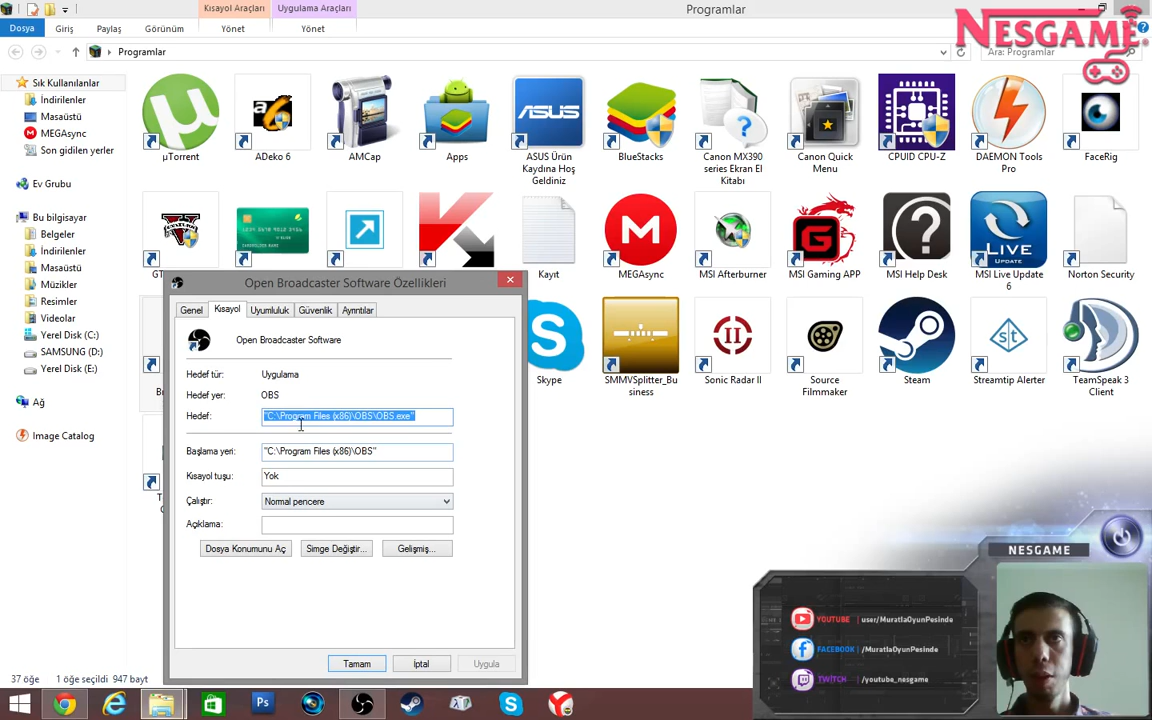 Kısayol Araçları
Uygulama Araçları
Programlar
Dosya
Giriş
Paylaş
Görünüm
Yönet
Yönet
NESGAME
Programlar
Ara: Programlar
Sık Kullanılanlar
İndirilenler
Masaüstü
MEGAsync
Son gidilen yerler
Ev Grubu
Bu bilgisayar
Belgeler
İndirilenler
Masaüstü
Müzikler
Resimler
Videolar
Yerel Disk (C:)
SAMSUNG (D:)
Yerel Disk (E:)
Ağ
Image Catalog
µTorrent
ADeko 6
AMCap
Apps
ASUS Ürün
Kaydına Hoş
Geldiniz
BlueStacks
Canon MX390
series Ekran El
Kitabı
Canon Quick
Menu
CPUID CPU-Z
DAEMON Tools
Pro
FaceRig
Kayıt
MEGAsync
MSI Afterburner
MSI Gaming APP
MSI Help Desk
MSI Live Update
6
Norton Security
Skype
SMMVSplitter_Bu
siness
Sonic Radar II
Source
Filmmaker
Steam
Streamtip Alerter
TeamSpeak 3
Client
Open Broadcaster Software Özellikleri
Genel
Kısayol
Uyumluluk
Güvenlik
Ayrıntılar
Open Broadcaster Software
Hedef tür:
Uygulama
Hedef yer:
OBS
Hedef:
"C:\Program Files (x86)\OBS\OBS.exe"
Başlama yeri:
"C:\Program Files (x86)\OBS"
Kısayol tuşu:
Yok
Çalıştır:
Normal pencere
Açıklama:
Dosya Konumunu Aç
Simge Değiştir...
Gelişmiş...
Tamam
İptal
Uygula
37 öğe
1 öğe seçildi 947 bayt
NESGAME
YOUTUBE | user/MuratlaOyunPesinde
FACEBOOK | /MuratlaOyunPesinde
TWİTCH | /youtube_nesgame